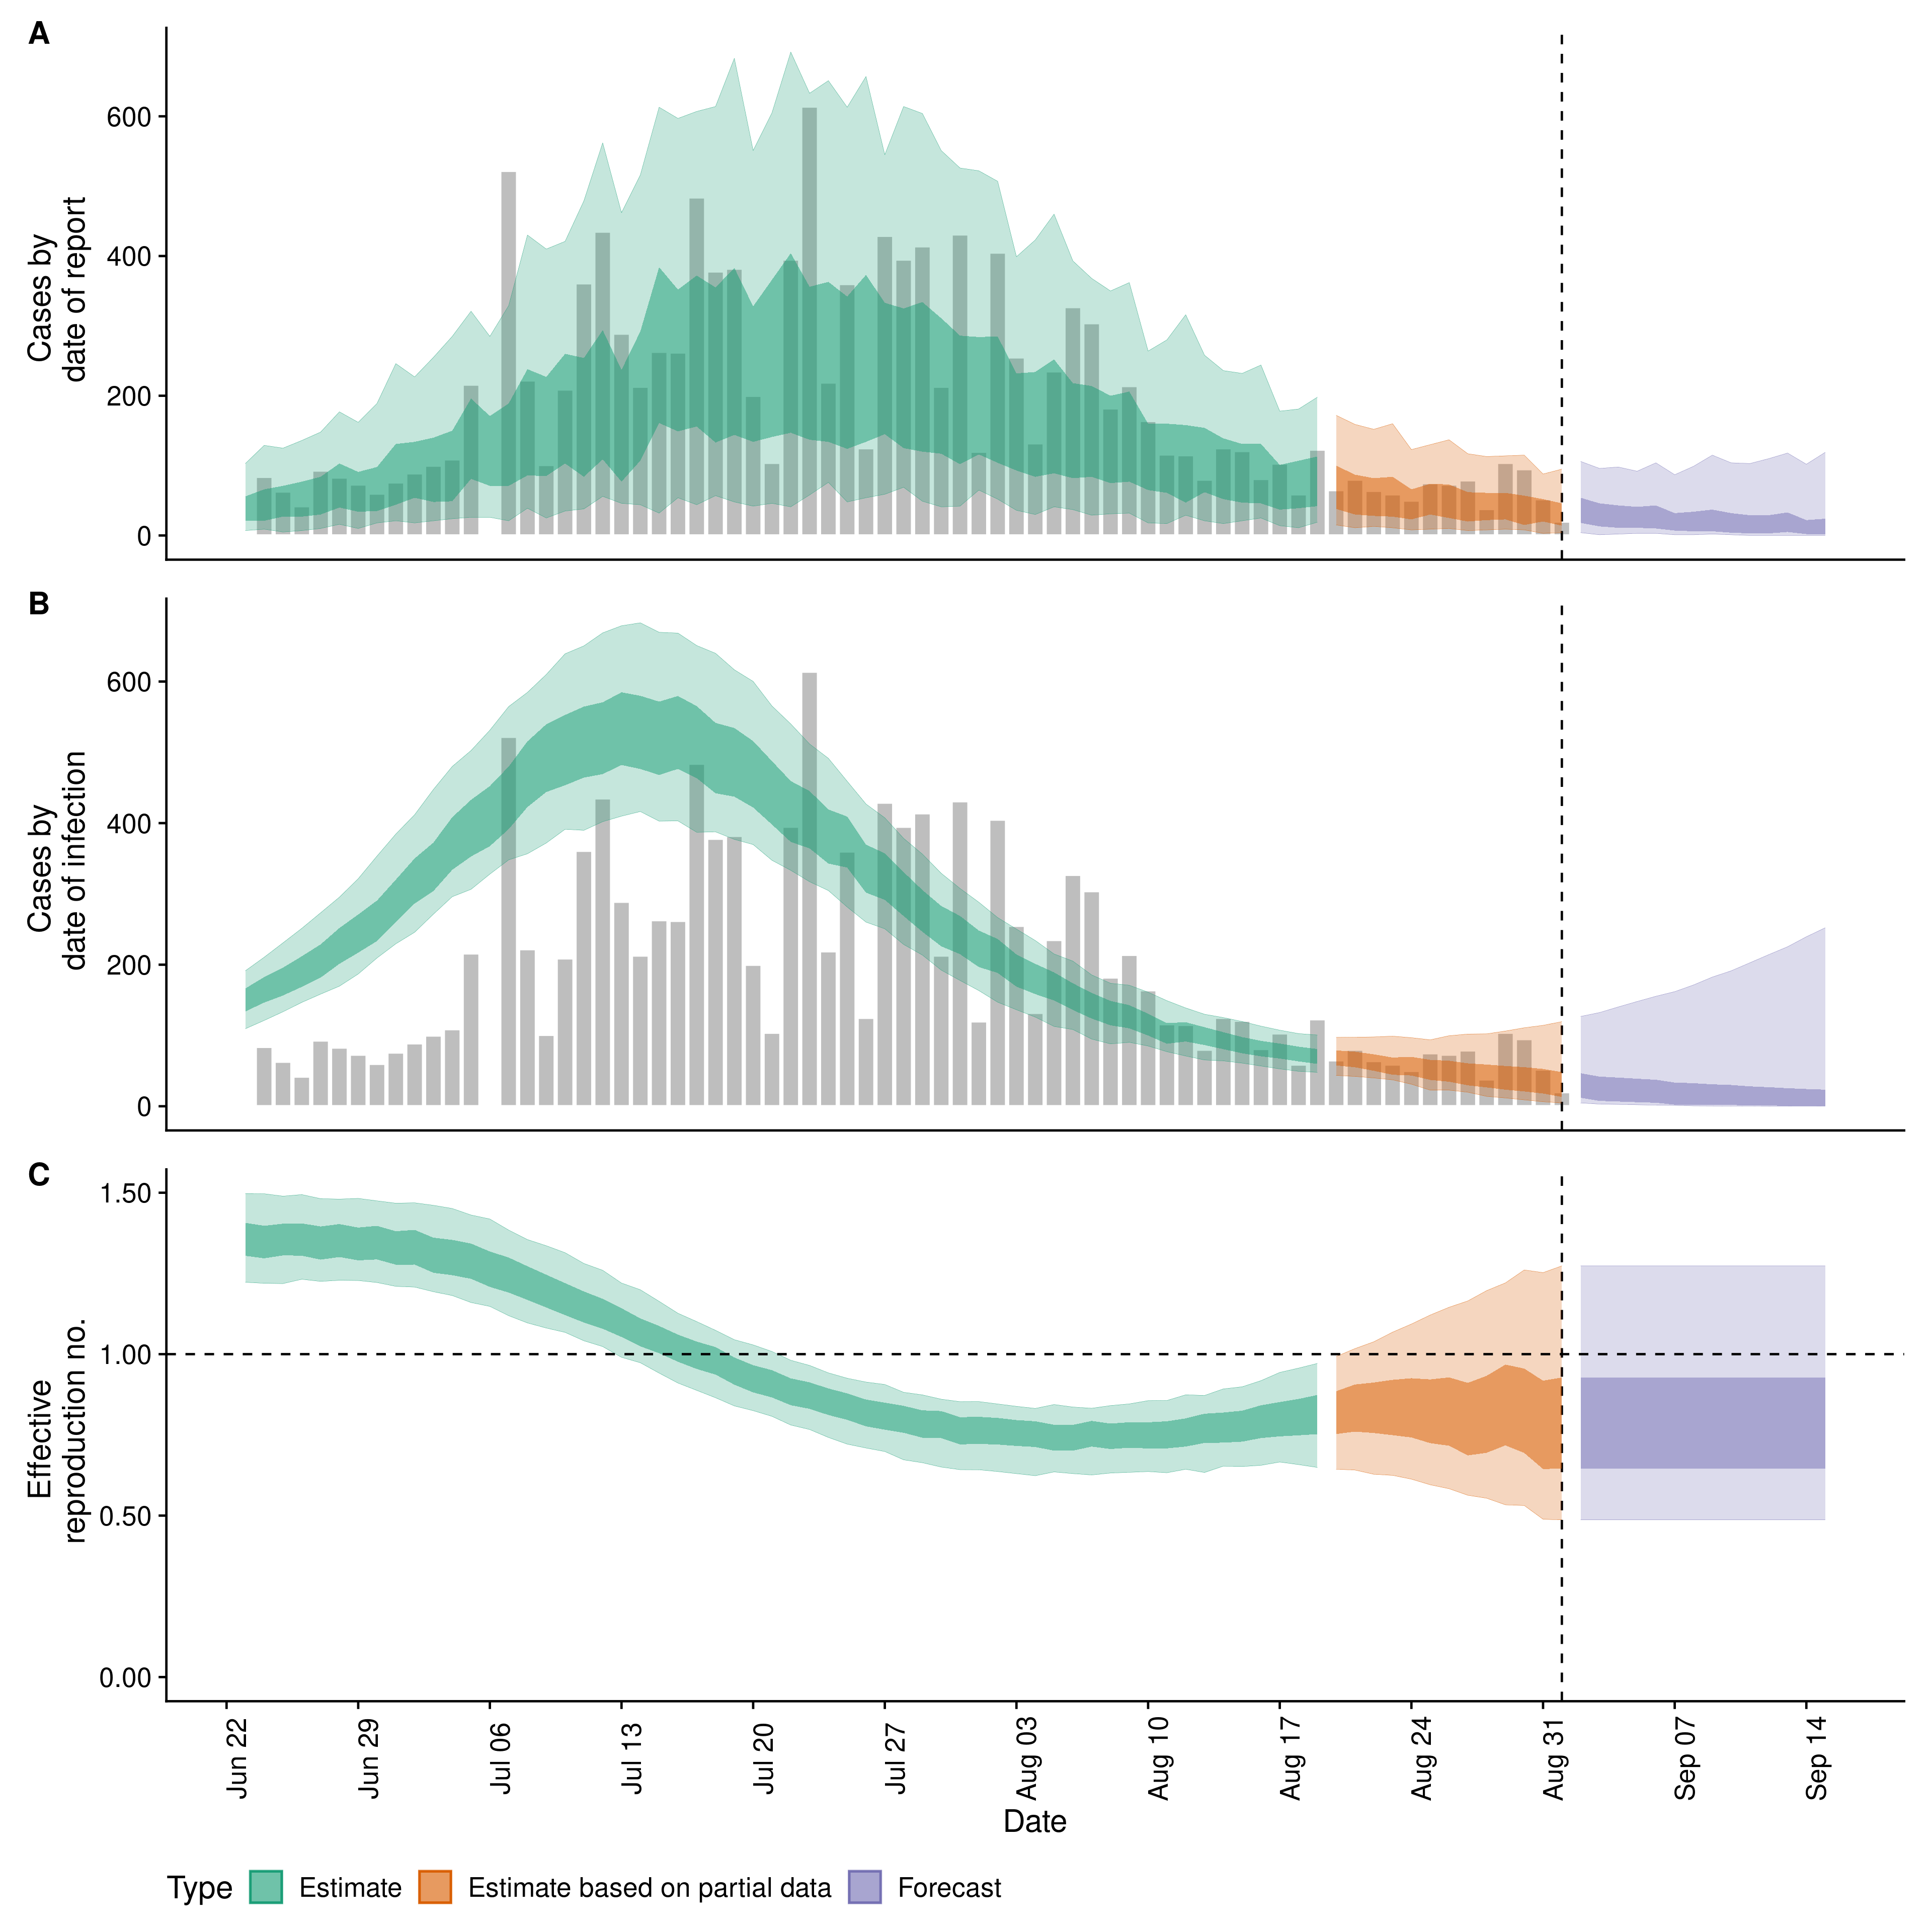 A
Cases by
date of report
600
400
200
0
B
Cases by
date of infection
600
400
200
0
C
Effective
reproduction no.
1.50
1.00
0.50
0.00
Jun 22
Jun 29
Jul 06
Jul 13
Jul 20
Jul 27
Aug 03
Aug 10
Aug 17
Aug 24
Aug 31
Sep 07
Sep 14
Date
Type Estimate Estimate based on partial data Forecast